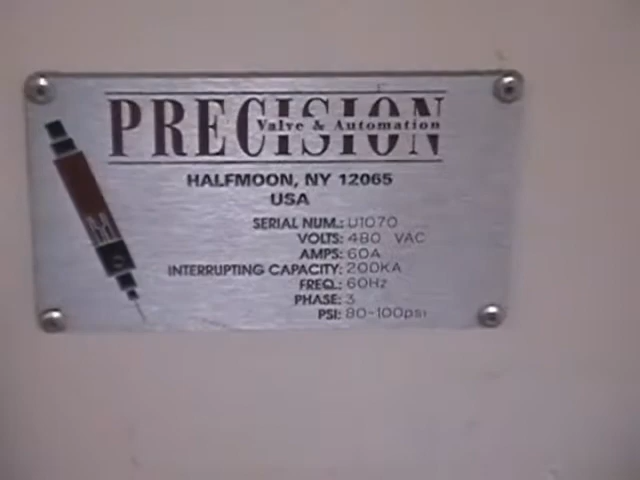 PRECISION
Valve & Automation
HALFMOON, NY 12065
USA
SERIAL NUM.: U1070
VOLTS: 480 VAC
AMPS: 60A
INTERRUPTING CAPACITY: 200KA
FREQ.: 60Hz
PHASE: 3
PSI: 80-100psi